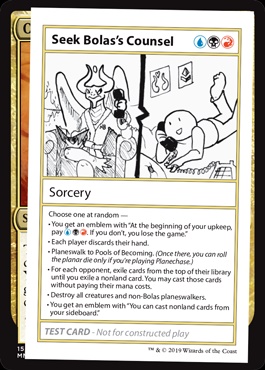 Seek Bolas's Counsel
Sorcery
Choose one at random —
• You get an emblem with "At the beginning of your upkeep,
pay, if you don't, you lose the game."
• Each player discards their hand.
• Planeswalk to Pools of Becoming. (Once there, you can roll
the planar die only if you're playing Planechase.)
• For each opponent, exile cards from the top of their library
until you exile a nonland card. You may cast those cards
without paying their mana costs.
• Destroy all creatures and non-Bolas planeswalkers.
• You get an emblem with "You can cast nonland cards from
your sideboard."
TEST CARD - Not for constructed play
™ & © 2019 Wizards of the Coast